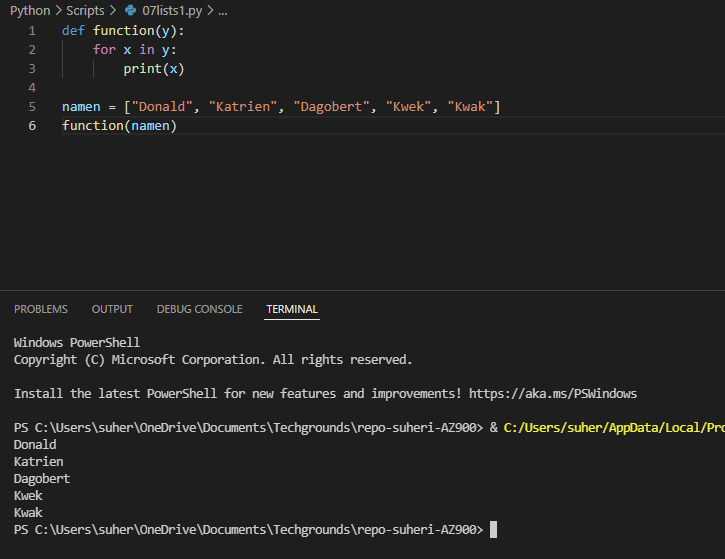 Python > Scripts > 07lists1.py > ...
1 def function(y):
2     for x in y:
3         print(x)
4
5 namen = ["Donald", "Katrien", "Dagobert", "Kwek", "Kwak"]
6 function(namen)
PROBLEMS OUTPUT DEBUG CONSOLE TERMINAL
Windows PowerShell
Copyright (C) Microsoft Corporation. All rights reserved.
Install the latest PowerShell for new features and improvements! https://aka.ms/PSWindows
PS C:\Users\suher\OneDrive\Documents\Techgrounds\repo-suheri-AZ900> & C:/Users/suher/AppData/Local/Pro
Donald
Katrien
Dagobert
Kwek
Kwak
PS C:\Users\suher\OneDrive\Documents\Techgrounds\repo-suheri-AZ900>